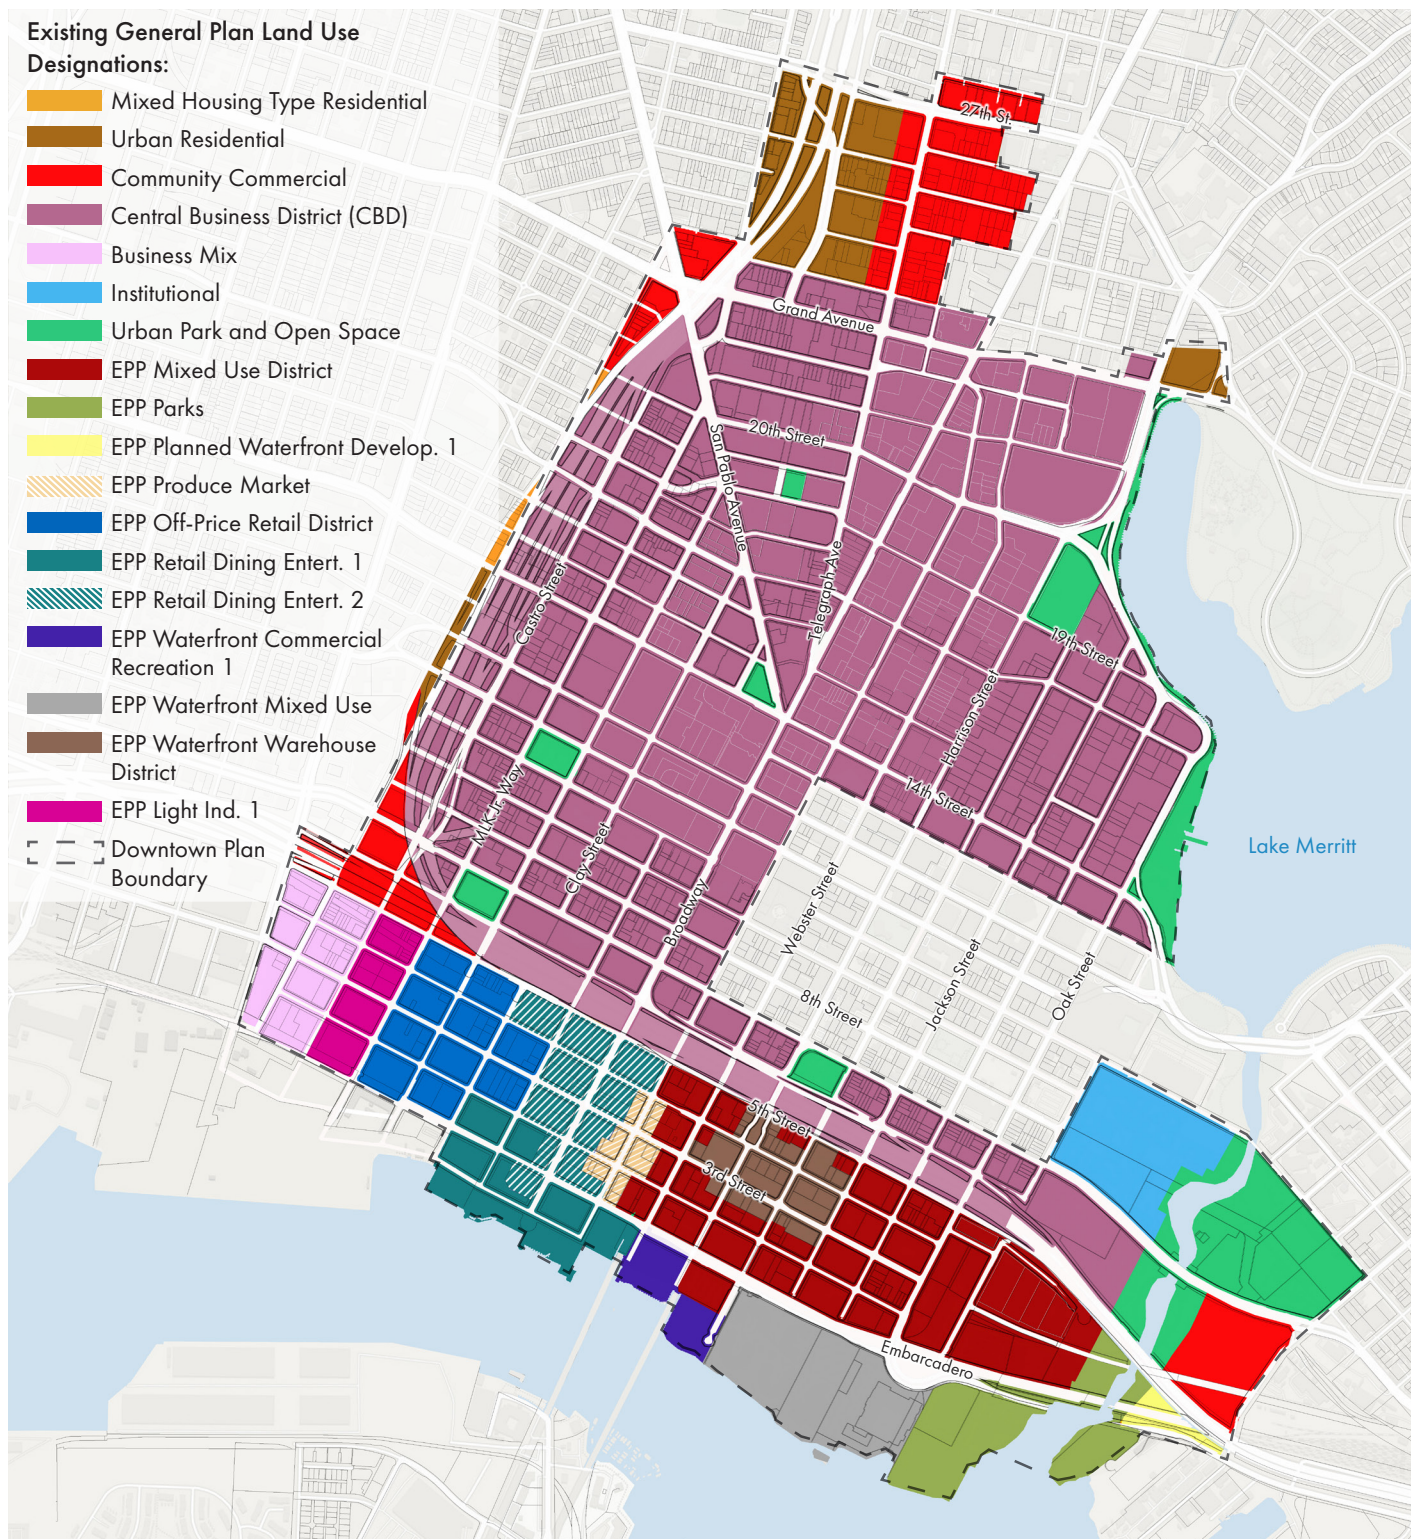 Existing General Plan Land Use
Designations:
Mixed Housing Type Residential
Urban Residential
Community Commercial
Central Business District (CBD)
Business Mix
Institutional
Urban Park and Open Space
EPP Mixed Use District
EPP Parks
EPP Planned Waterfront Develop. 1
EPP Produce Market
EPP Off-Price Retail District
EPP Retail Dining Entert. 1
EPP Retail Dining Entert. 2
EPP Waterfront Commercial
Recreation 1
EPP Waterfront Mixed Use
EPP Waterfront Warehouse
District
EPP Light Ind. 1
Downtown Plan
Boundary
27th St.
Grand Avenue
20th Street
San Pablo Avenue
Telegraph Ave
Castro Street
19th Street
Harrison Street
14th Street
MLK Jr. Way
Clay Street
Broadway
Webster Street
Lake Merritt
Jackson Street
Oak Street
8th Street
5th Street
3rd Street
Embarcadero